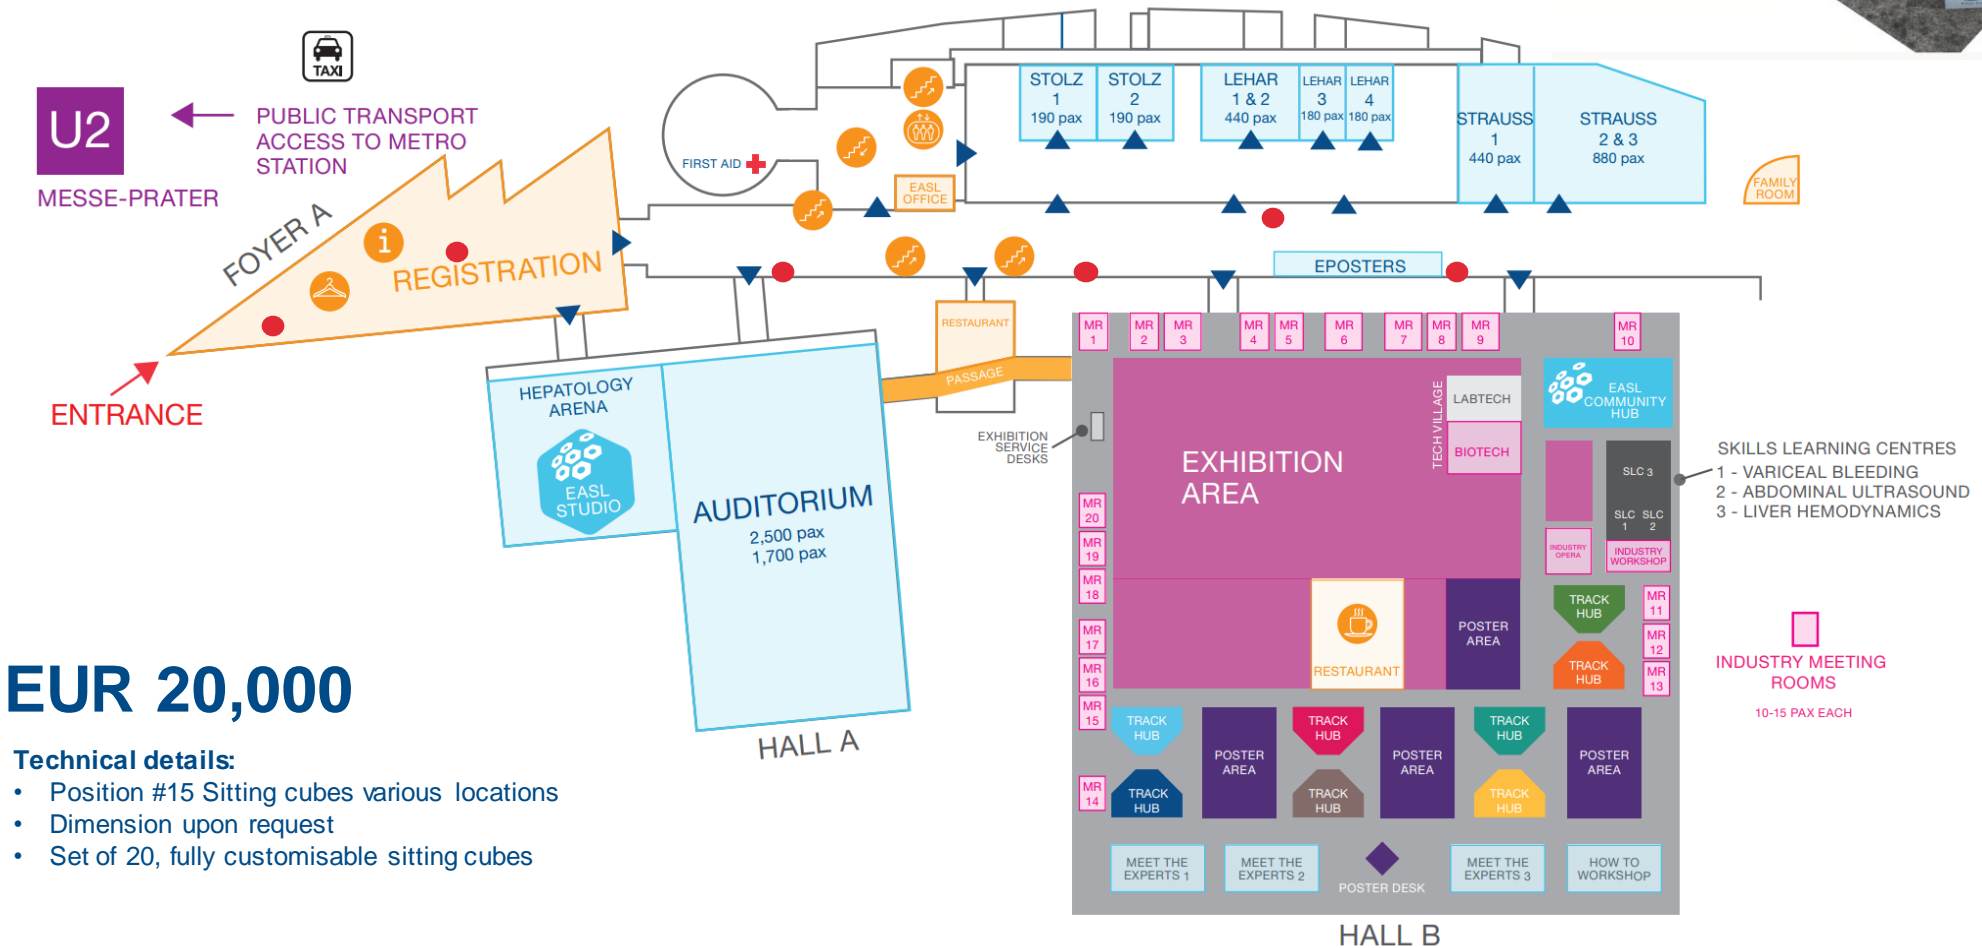 TAXI
U2
PUBLIC TRANSPORT
ACCESS TO METRO
STATION
MESSE-PRATER
FOYER A
i
REGISTRATION
ENTRANCE
FIRST AID
EASL
OFFICE
STOLZ
1
190 pax
STOLZ
2
190 pax
LEHAR
1 & 2
440 pax
LEHAR
3
180 pax
LEHAR
4
180 pax
STRAUSS
1
440 pax
STRAUSS
2 & 3
880 pax
FAMILY
ROOM
EPOSTERS
RESTAURANT
PASSAGE
HEPATOLOGY
ARENA
EASL
STUDIO
AUDITORIUM
2,500 pax
1,700 pax
HALL A
EXHIBITION
SERVICE
DESKS
MR
1
MR
2
MR
3
MR
4
MR
5
MR
6
MR
7
MR
8
MR
9
MR
10
EXHIBITION
AREA
TECH VILLAGE
LABTECH
BIOTECH
EASL
COMMUNITY
HUB
SLC 3
SLC
1
SLC
2
INDUSTRY
OPERA
INDUSTRY
WORKSHOP
SKILLS LEARNING CENTRES
1 - VARICEAL BLEEDING
2 - ABDOMINAL ULTRASOUND
3 - LIVER HEMODYNAMICS
MR
20
MR
19
MR
18
MR
17
MR
16
MR
15
MR
14
RESTAURANT
POSTER
AREA
TRACK
HUB
TRACK
HUB
MR
11
MR
12
MR
13
INDUSTRY MEETING
ROOMS
10-15 PAX EACH
TRACK
HUB
TRACK
HUB
POSTER
AREA
TRACK
HUB
TRACK
HUB
POSTER
AREA
TRACK
HUB
TRACK
HUB
POSTER
AREA
MEET THE
EXPERTS 1
MEET THE
EXPERTS 2
POSTER DESK
MEET THE
EXPERTS 3
HOW TO
WORKSHOP
HALL B
EUR 20,000
Technical details:
• Position #15 Sitting cubes various locations
• Dimension upon request
• Set of 20, fully customisable sitting cubes